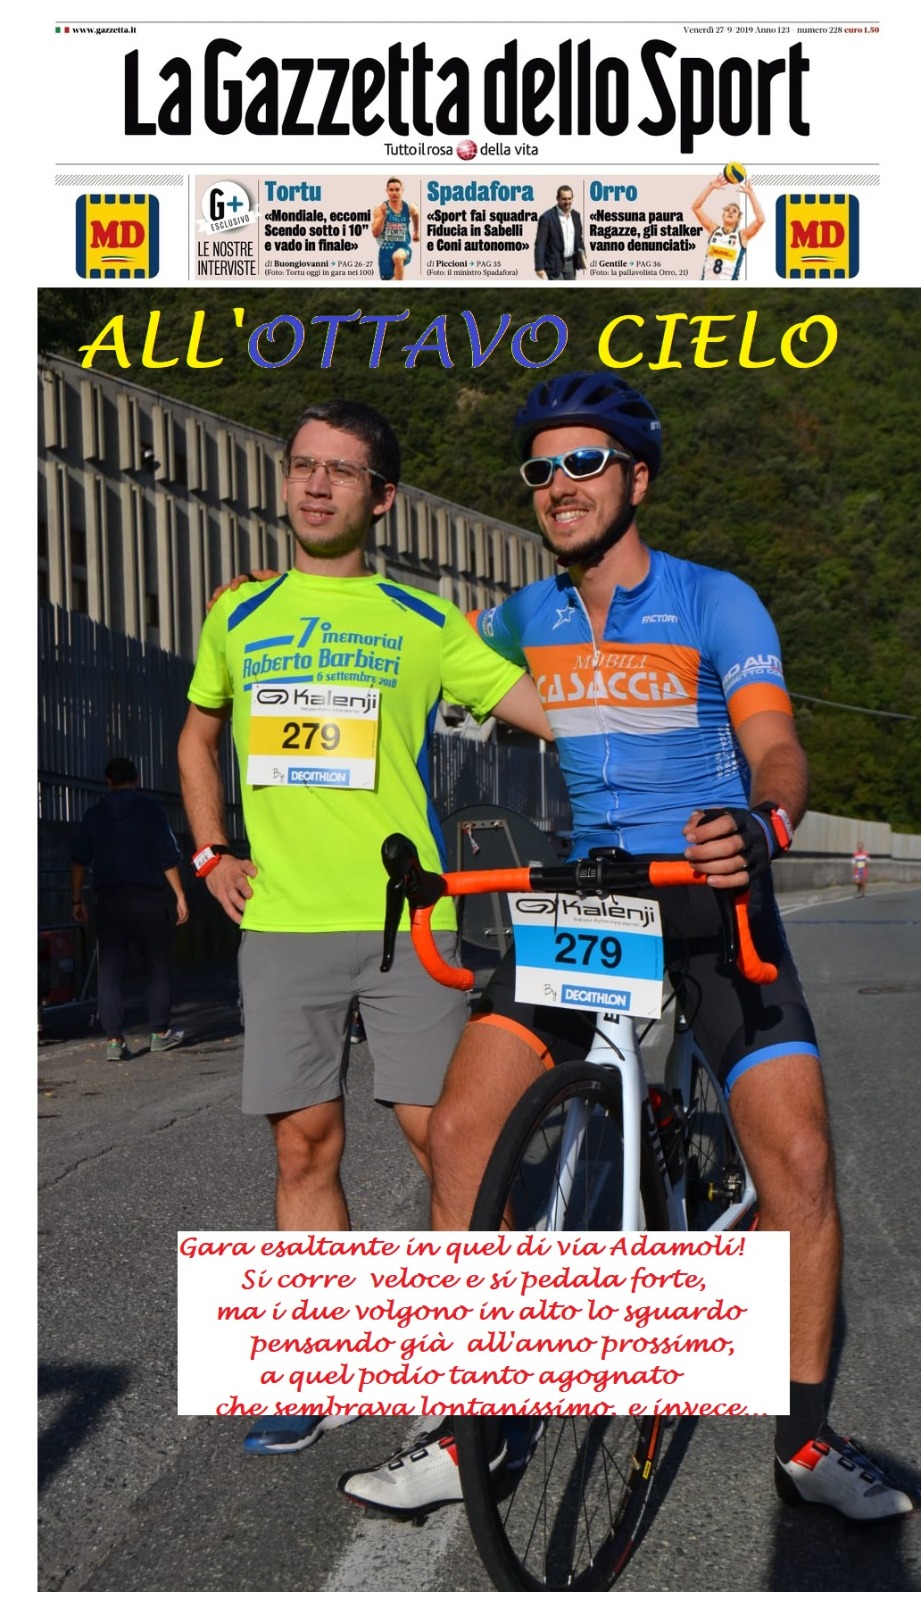 www.gazzetta.it
Venerdì 27/9/2019 Anno 123 - numero 228 euro 1,50
La Gazzetta dello Sport
Tutto il rosa della vita
MD
G+
ESCLUSIVO
LE NOSTRE
INTERVISTE
Tortu
«Mondiale, eccomi
Scendo sotto i 10”
e vado in finale»
di Buongiovanni → PAG 26-27
(Foto: Tortu oggi in gara nei 100)
Spadafora
«Sport fai squadra
Fiducia in Sabelli
e Coni autonomo»
di Piccioni → PAG 35
(Foto: il ministro Spadafora)
Orro
«Nessuna paura
Ragazze, gli stalker
vanno denunciati»
di Gentile → PAG 36
(Foto: la pallavolista Orro, 21)
8
MD
ALL'OTTAVO CIELO
7° memorial
Roberto Barbieri
6 settembre 2018
Kalenji
279
By DECATHLON
FACTORY
MOBILI
CASACCIA
Kalenji
279
By DECATHLON
Gara esaltante in quel di via Adamoli!
Si corre veloce e si pedala forte,
ma i due volgono in alto lo sguardo
pensando già all'anno prossimo,
a quel podio tanto agognato
che sembrava lontanissimo, e invece...